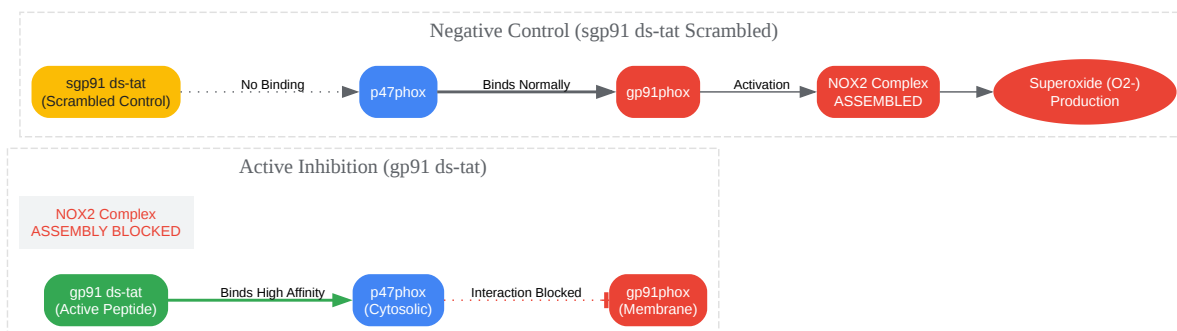 Negative Control (sgp91 ds-tat Scrambled)
sgp91 ds-tat
(Scrambled Control)
No Binding
p47phox
Binds Normally
gp91phox
Activation
NOX2 Complex
ASSEMBLED
Superoxide (O2-)
Production
Active Inhibition (gp91 ds-tat)
NOX2 Complex
ASSEMBLY BLOCKED
gp91 ds-tat
(Active Peptide)
Binds High Affinity
p47phox
(Cytosolic)
Interaction Blocked
gp91phox
(Membrane)